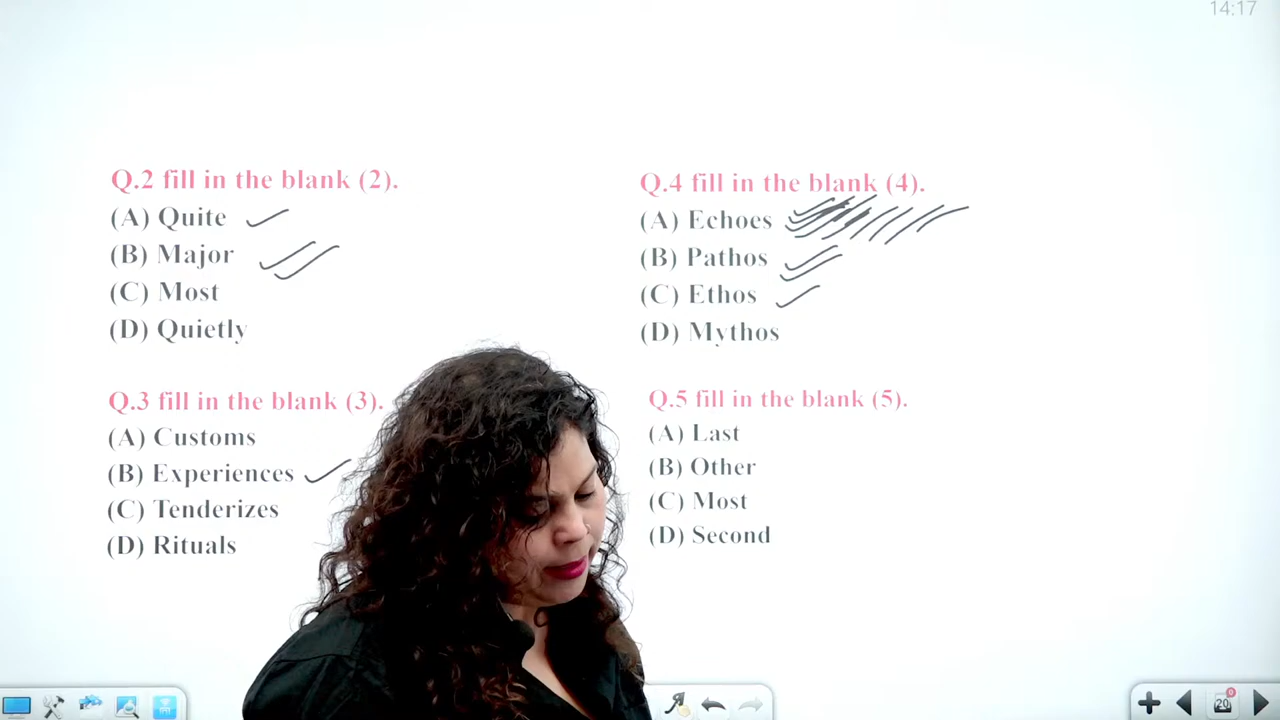 14:17
Q.2 fill in the blank (2).
(A) Quite
(B) Major
(C) Most
(D) Quietly
Q.3 fill in the blank (3).
(A) Customs
(B) Experiences
(C) Tenderizes
(D) Rituals
Q.4 fill in the blank (4).
(A) Echoes
(B) Pathos
(C) Ethos
(D) Mythos
Q.5 fill in the blank (5).
(A) Last
(B) Other
(C) Most
(D) Second
20
0